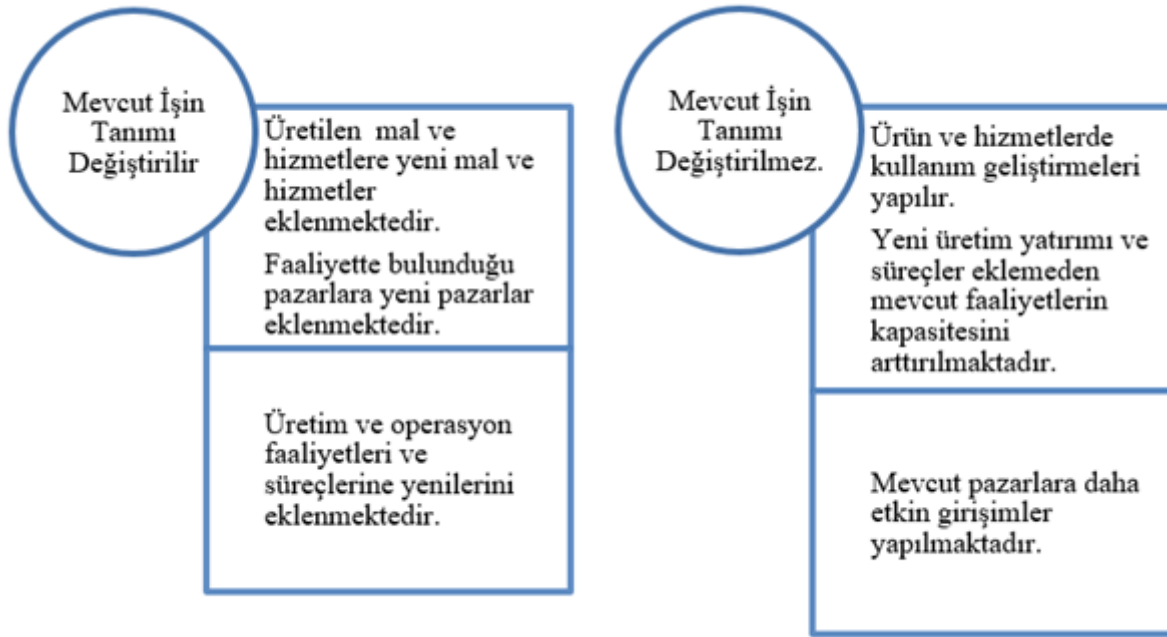 Mevcut İşin
Tanımı
Değiştirilir
Üretilen mal ve
hizmetlere yeni mal ve
hizmetler
eklenmektedir.
Faaliyette bulunduğu
pazarlara yeni pazarlar
eklenmektedir.
Üretim ve operasyon
faaliyetleri ve
süreçlerine yenilerini
eklenmektedir.
Mevcut İşin
Tanımı
Değiştirilmez.
Ürün ve hizmetlerde
kullanım geliştirmeleri
yapılır.
Yeni üretim yatırımı ve
süreçler eklemeden
mevcut faaliyetlerin
kapasitesini
arttırılmaktadır.
Mevcut pazarlara daha
etkin girişimler
yapılmaktadır.